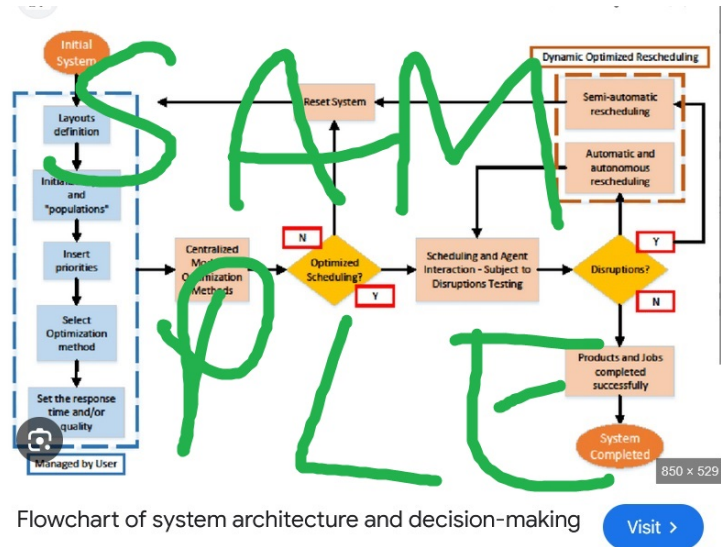 Initial
System
Dynamic Optimized Rescheduling
Layouts
definition
Reset System
Semi-automatic
rescheduling
SAM
and
"populations"
Automatic and
autonomous
rescheduling
Insert
priorities
Centralized
N
Optimized
Scheduling?
Y
Scheduling and Agent
Interaction - Subject to
Disruptions Testing
Disruptions?
Y
N
Methods
Select
Optimization
method
PLE
Set the response
time and/or
quality
Products and Jobs
completed
successfully
Managed by User
System
Completed
850 × 529
Flowchart of system architecture and decision-making
Visit >